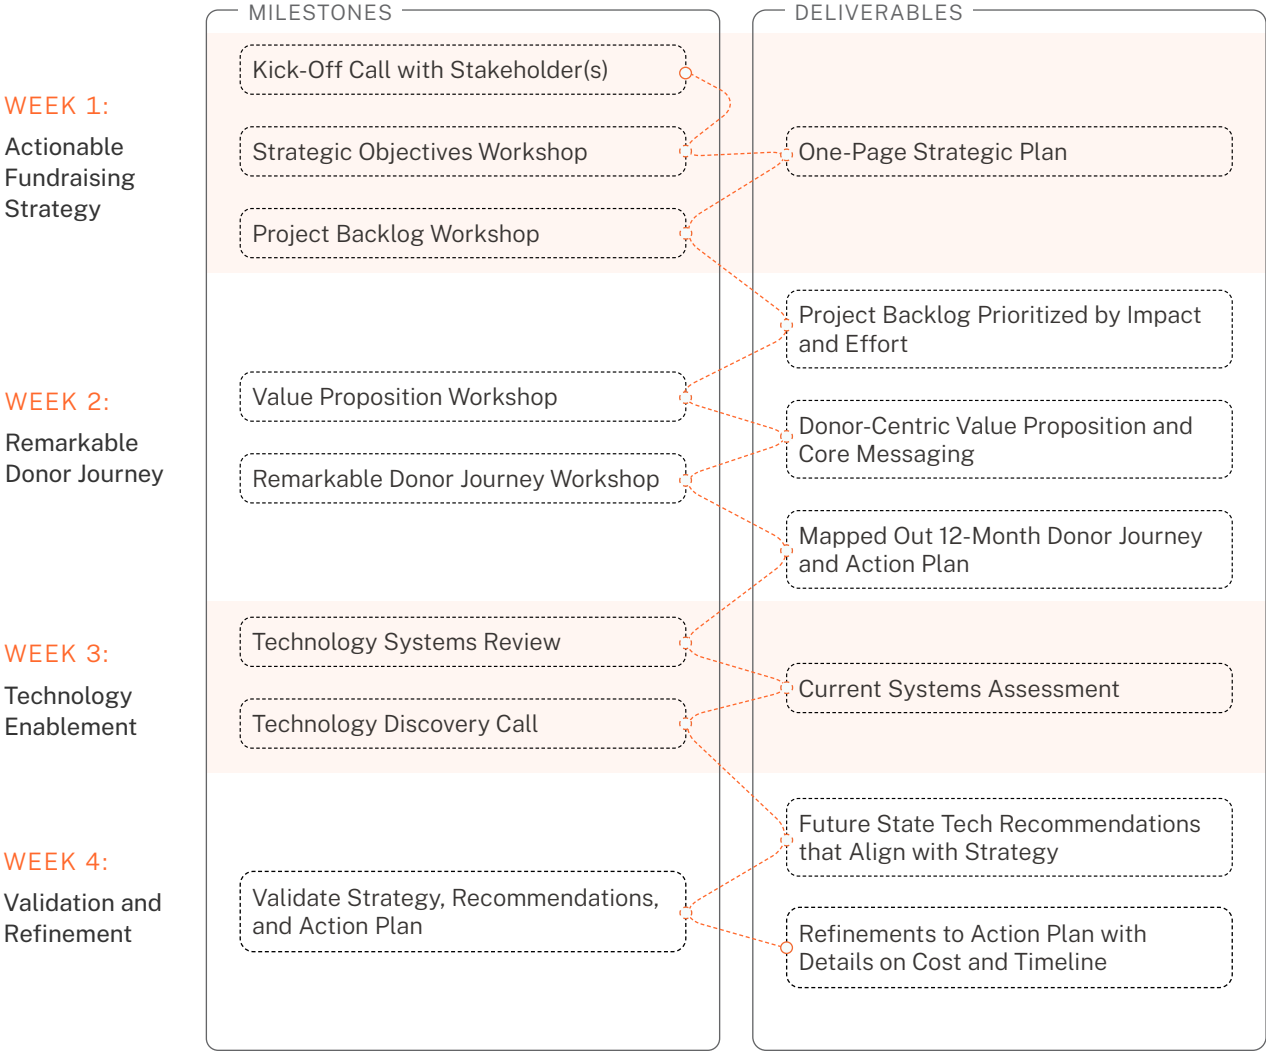 MILESTONES
DELIVERABLES
WEEK 1:
Actionable
Fundraising
Strategy
Kick-Off Call with Stakeholder(s)
Strategic Objectives Workshop
One-Page Strategic Plan
Project Backlog Workshop
WEEK 2:
Remarkable
Donor Journey
Project Backlog Prioritized by Impact
and Effort
Value Proposition Workshop
Donor-Centric Value Proposition and
Core Messaging
Remarkable Donor Journey Workshop
Mapped Out 12-Month Donor Journey
and Action Plan
WEEK 3:
Technology
Enablement
Technology Systems Review
Current Systems Assessment
Technology Discovery Call
WEEK 4:
Validation and
Refinement
Future State Tech Recommendations
that Align with Strategy
Validate Strategy, Recommendations,
and Action Plan
Refinements to Action Plan with
Details on Cost and Timeline